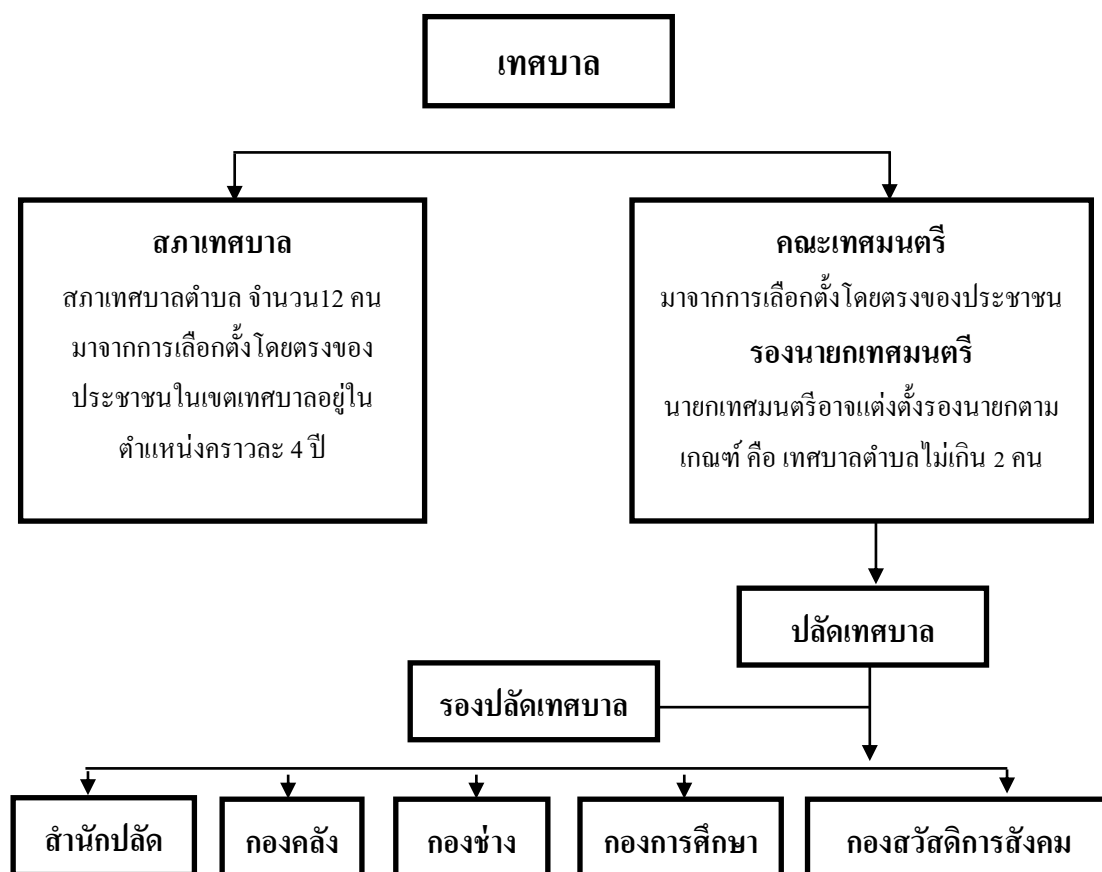 เทศบาล
สภาเทศบาล
สภาเทศบาลตำบล จำนวน12 คน
มาจากการเลือกตั้งโดยตรงของ
ประชาชนในเขตเทศบาลอยู่ใน
ตำแหน่งคราวละ 4 ปี
คณะเทศมนตรี
มาจากการเลือกตั้งโดยตรงของประชาชน
รองนายกเทศมนตรี
นายกเทศมนตรีอาจแต่งตั้งรองนายกตาม
เกณฑ์ คือ เทศบาลตำบลไม่เกิน 2 คน
ปลัดเทศบาล
รองปลัดเทศบาล
สำนักปลัด
กองคลัง
กองช่าง
กองการศึกษา
กองสวัสดิการสังคม